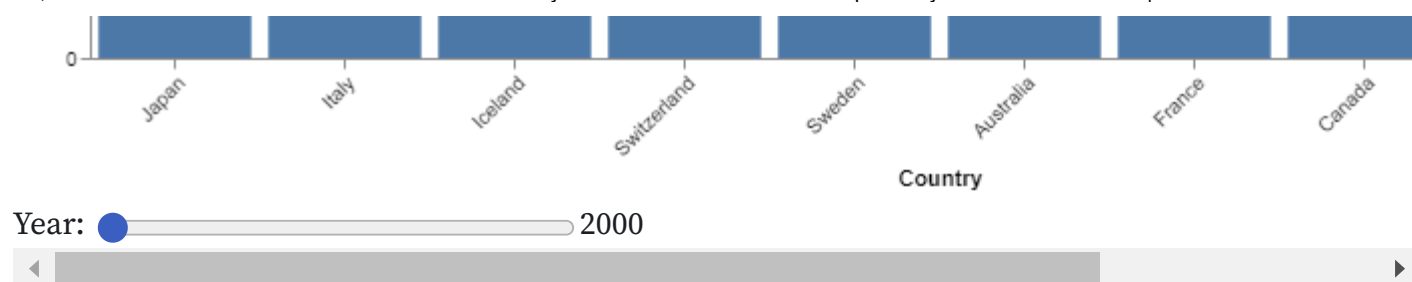 0
Japan
Italy
Iceland
Switzerland
Sweden
Australia
France
Canada
Country
Year: 2000